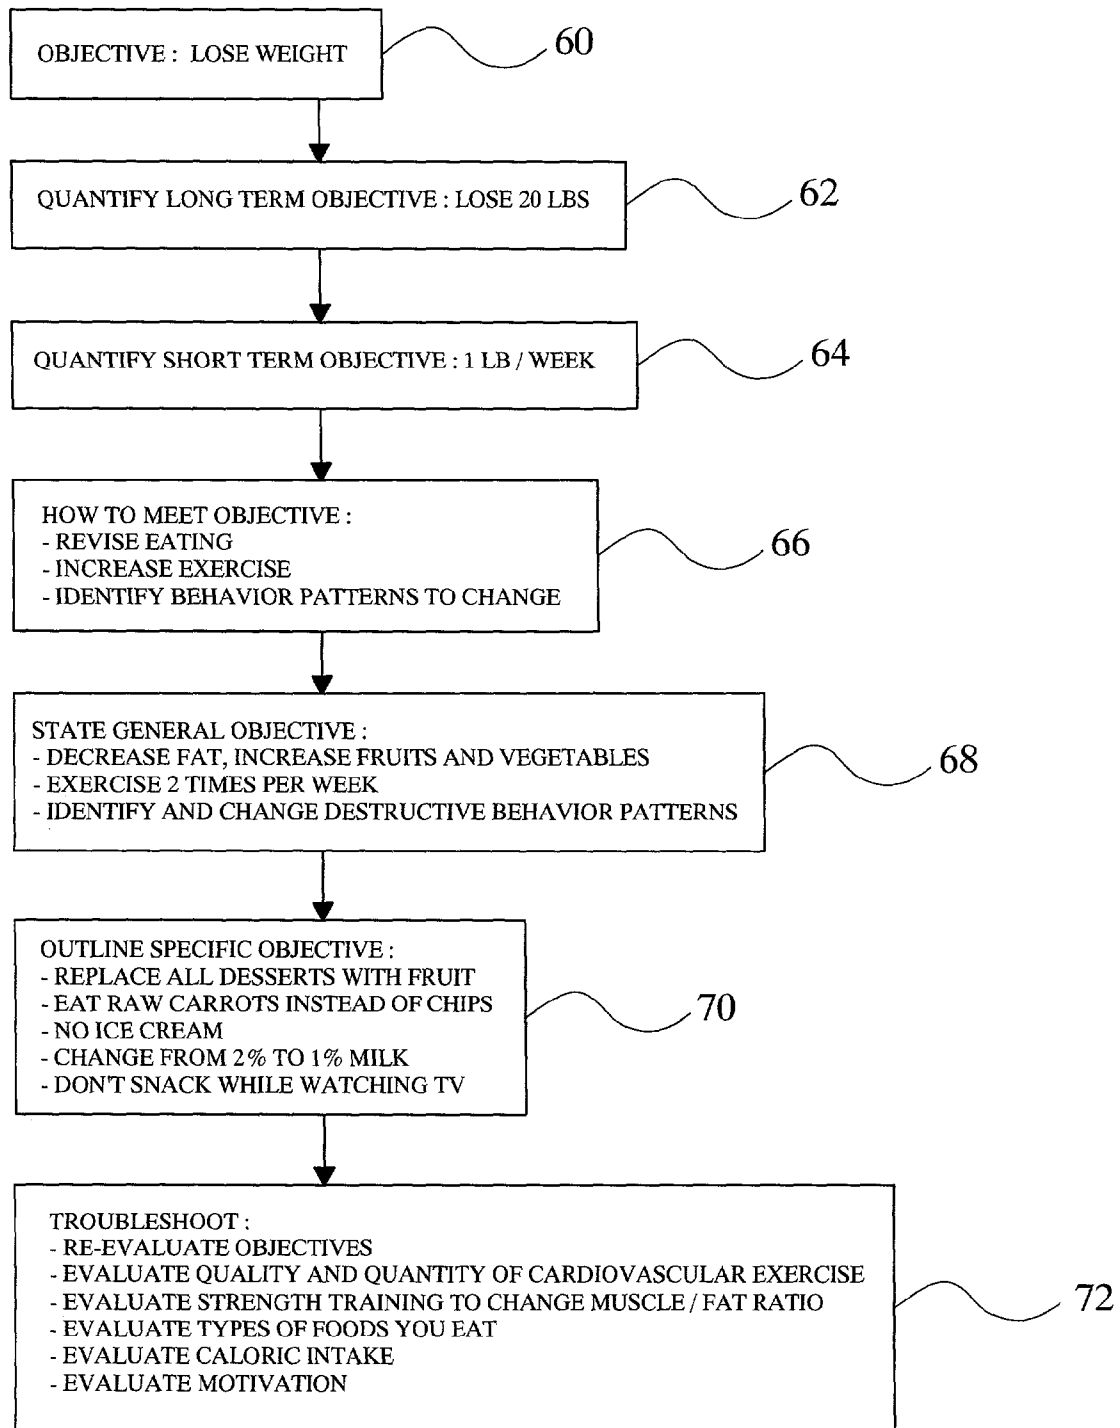 OBJECTIVE : LOSE WEIGHT
60
QUANTIFY LONG TERM OBJECTIVE : LOSE 20 LBS
62
QUANTIFY SHORT TERM OBJECTIVE : 1 LB / WEEK
64
HOW TO MEET OBJECTIVE :
- REVISE EATING
- INCREASE EXERCISE
- IDENTIFY BEHAVIOR PATTERNS TO CHANGE
66
STATE GENERAL OBJECTIVE :
- DECREASE FAT, INCREASE FRUITS AND VEGETABLES
- EXERCISE 2 TIMES PER WEEK
- IDENTIFY AND CHANGE DESTRUCTIVE BEHAVIOR PATTERNS
68
OUTLINE SPECIFIC OBJECTIVE :
- REPLACE ALL DESSERTS WITH FRUIT
- EAT RAW CARROTS INSTEAD OF CHIPS
- NO ICE CREAM
- CHANGE FROM 2% TO 1% MILK
- DON'T SNACK WHILE WATCHING TV
70
TROUBLESHOOT :
- RE-EVALUATE OBJECTIVES
- EVALUATE QUALITY AND QUANTITY OF CARDIOVASCULAR EXERCISE
- EVALUATE STRENGTH TRAINING TO CHANGE MUSCLE / FAT RATIO
- EVALUATE TYPES OF FOODS YOU EAT
- EVALUATE CALORIC INTAKE
- EVALUATE MOTIVATION
72